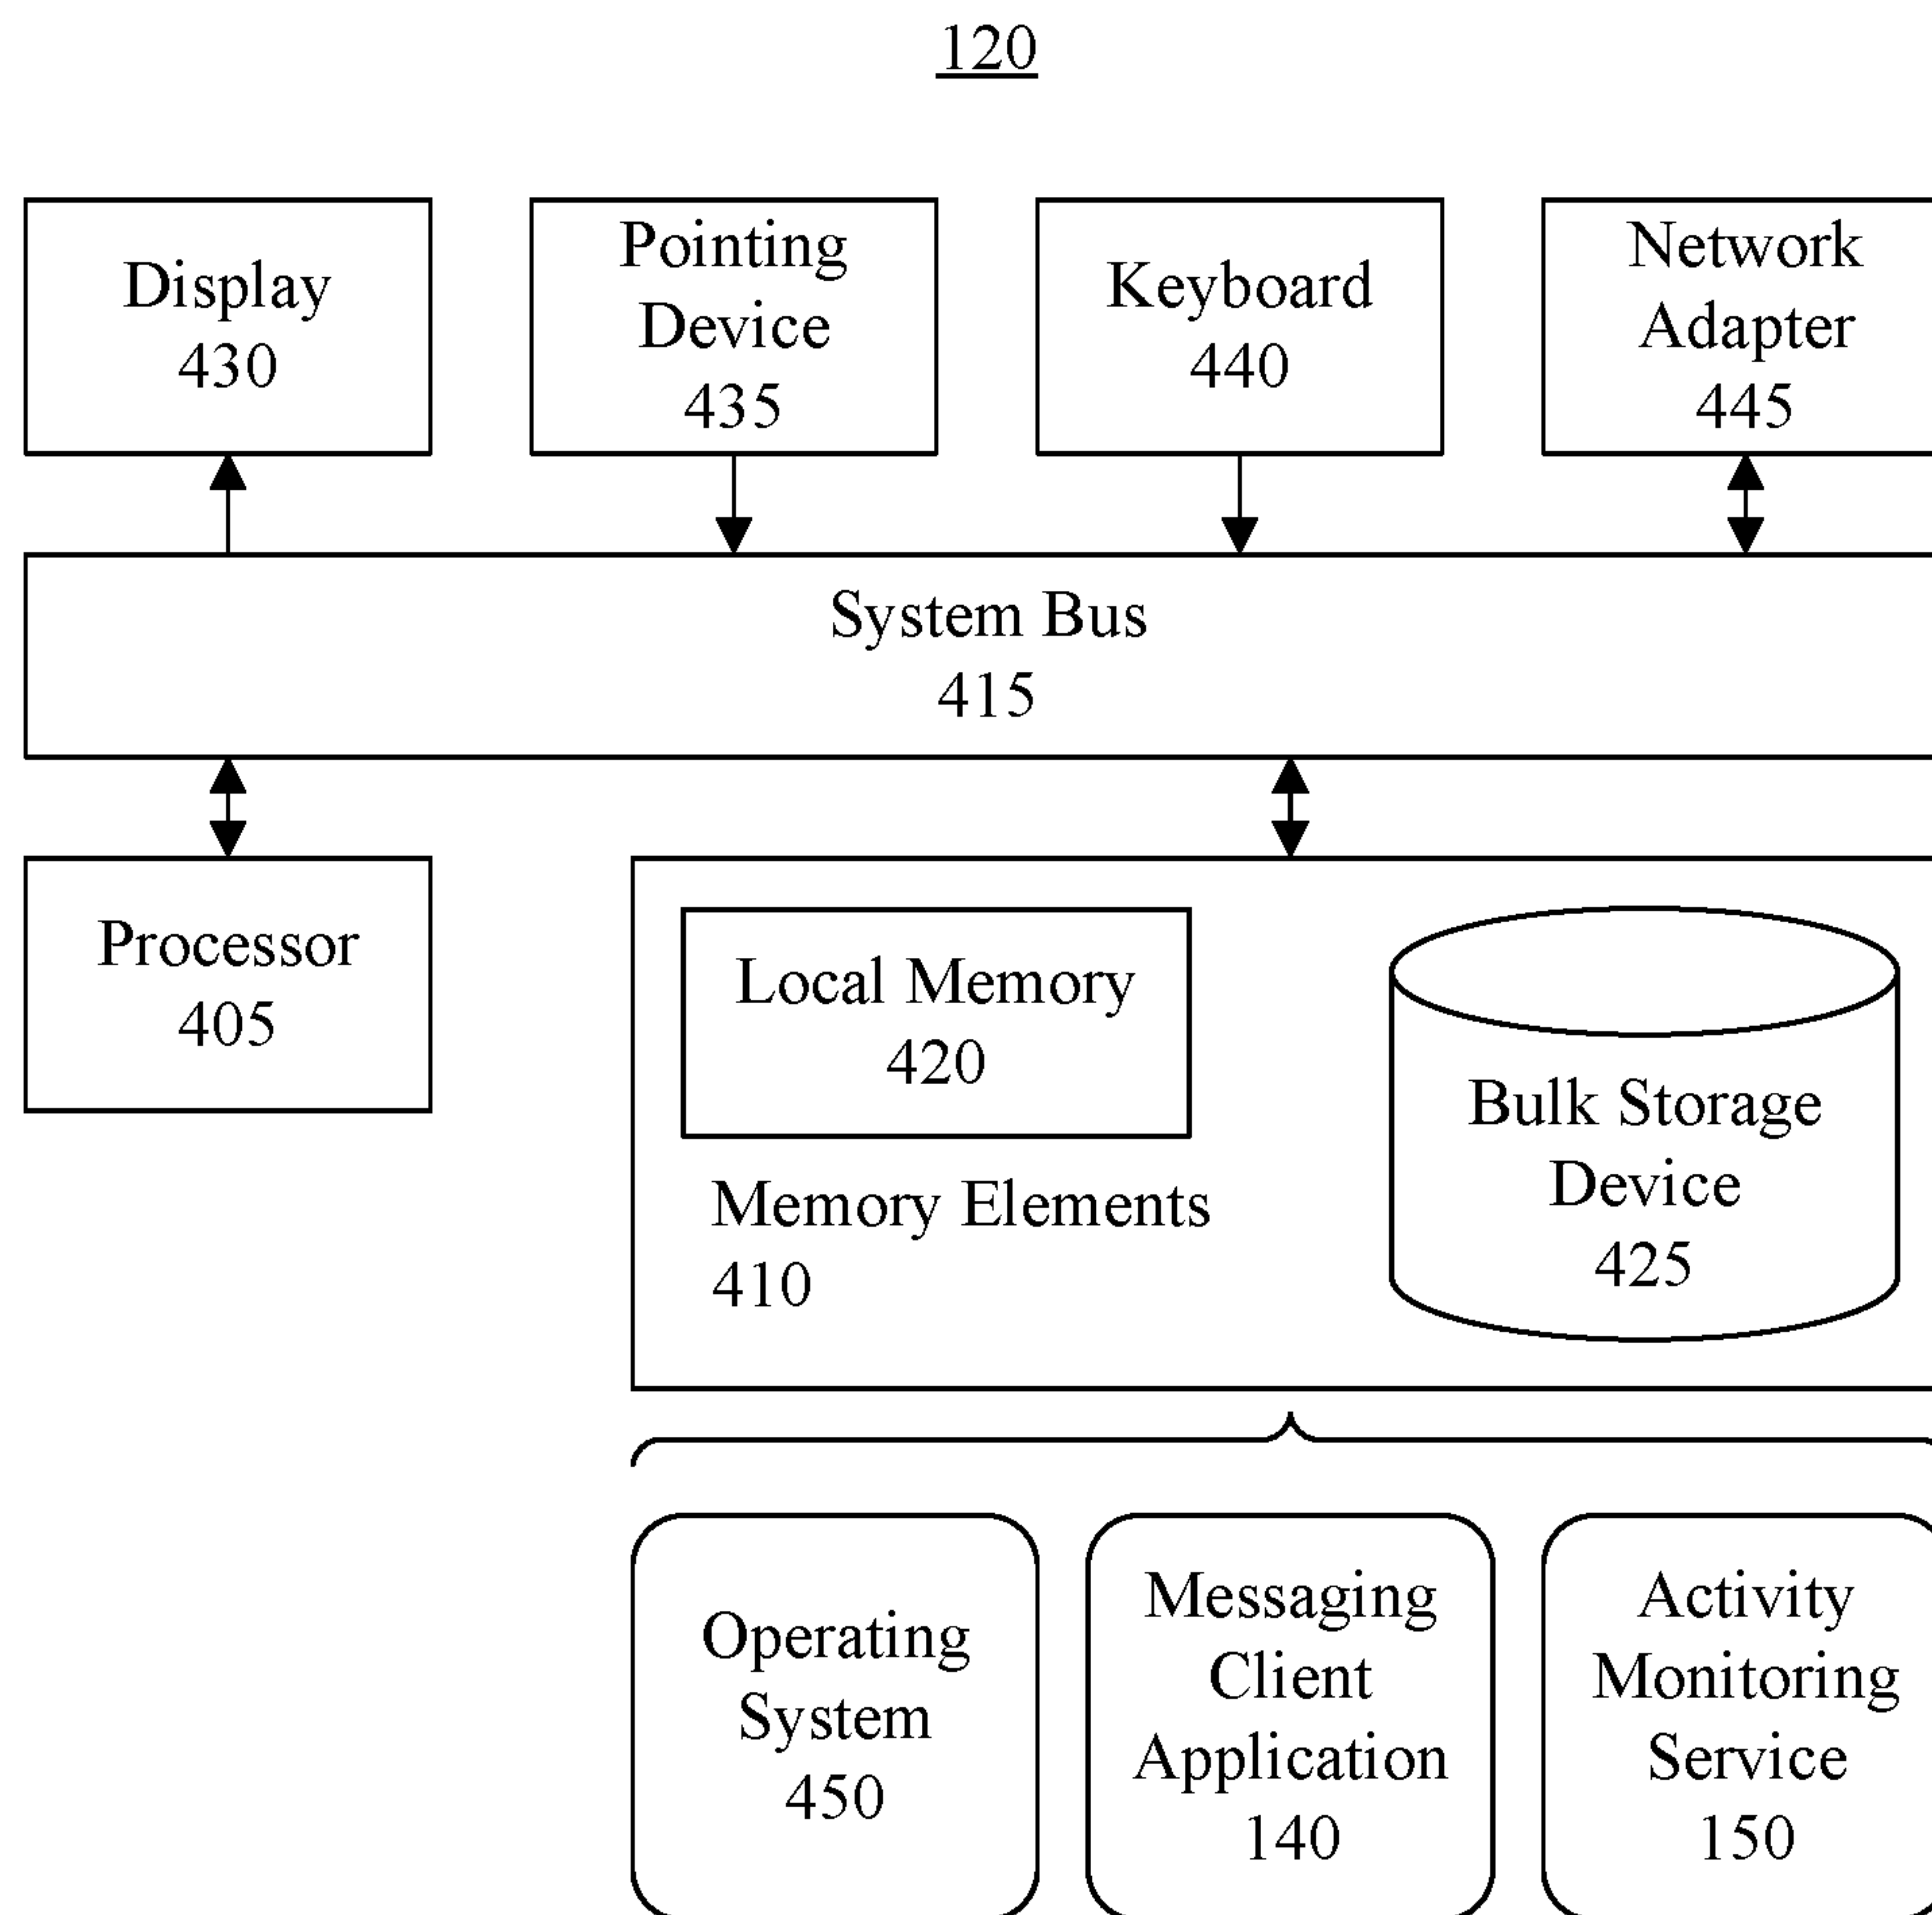 120
Display
430
Pointing
Device
435
Keyboard
440
Network
Adapter
445
System Bus
415
Processor
405
Local Memory
420
Memory Elements
410
Bulk Storage
Device
425
Operating
System
450
Messaging
Client
Application
140
Activity
Monitoring
Service
150